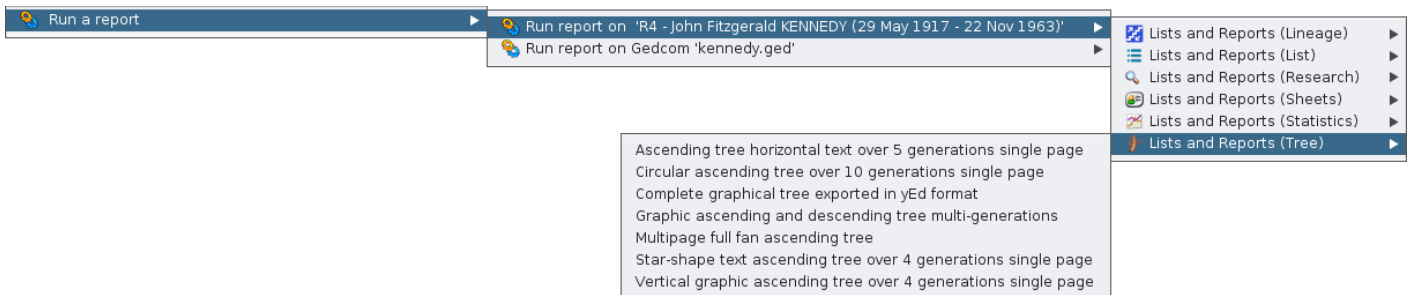 Run a report
Run report on 'R4 - John Fitzgerald KENNEDY (29 May 1917 - 22 Nov 1963)'
Run report on Gedcom 'kennedy.ged'
Lists and Reports (Lineage)
Lists and Reports (List)
Lists and Reports (Research)
Lists and Reports (Sheets)
Lists and Reports (Statistics)
Lists and Reports (Tree)
Ascending tree horizontal text over 5 generations single page
Circular ascending tree over 10 generations single page
Complete graphical tree exported in yEd format
Graphic ascending and descending tree multi-generations
Multipage full fan ascending tree
Star-shape text ascending tree over 4 generations single page
Vertical graphic ascending tree over 4 generations single page